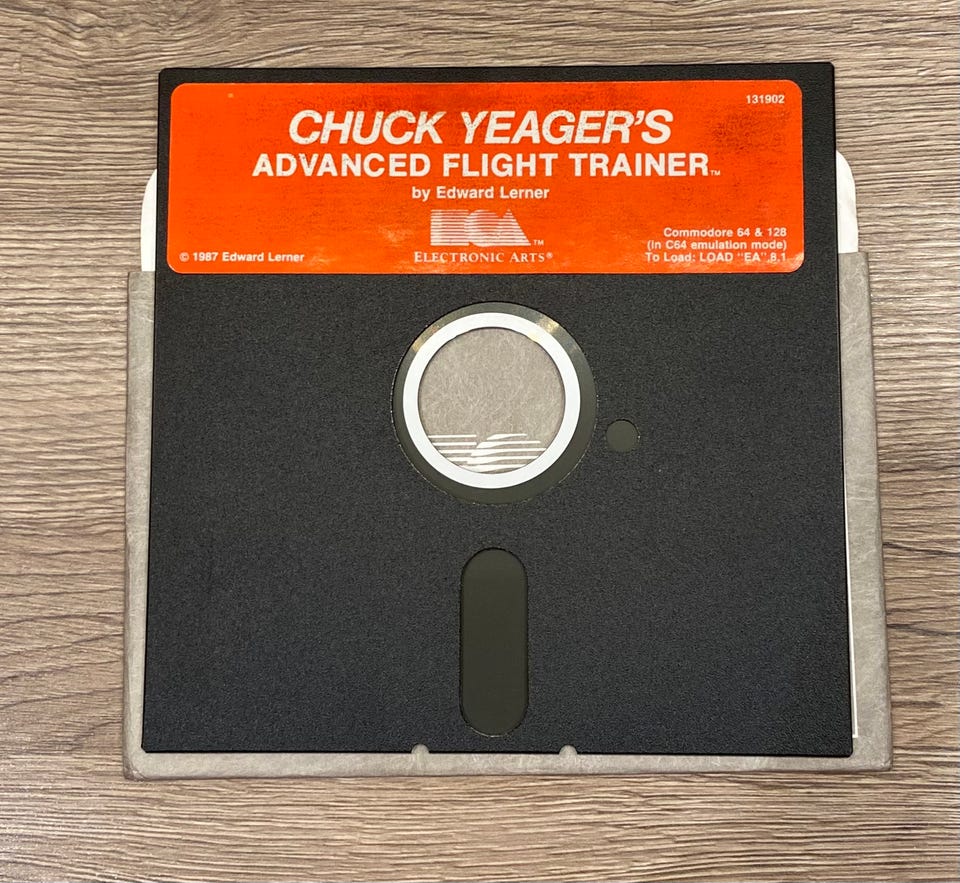 131902
CHUCK YEAGER'S
ADVANCED FLIGHT TRAINER™
by Edward Lerner
EOA™
ELECTRONIC ARTS®
© 1987 Edward Lerner
Commodore 64 & 128
(in C64 emulation mode)
To Load: LOAD "EA",8,1